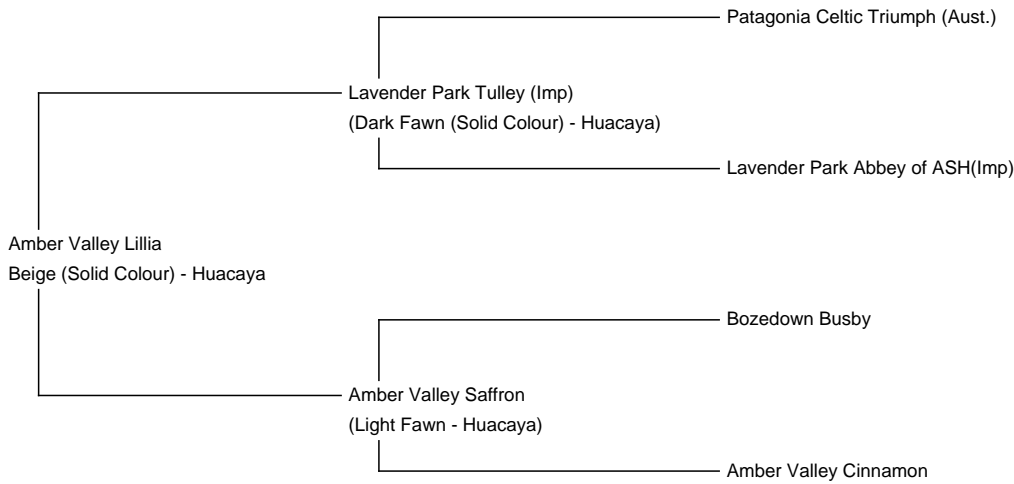 Patagonia Celtic Triumph (Aust.)
Lavender Park Tulley (Imp)
(Dark Fawn (Solid Colour) - Huacaya)
Lavender Park Abbey of ASH(Imp)
Amber Valley Lillia
Beige (Solid Colour) - Huacaya
Bozedown Busby
Amber Valley Saffron
(Light Fawn - Huacaya)
Amber Valley Cinnamon